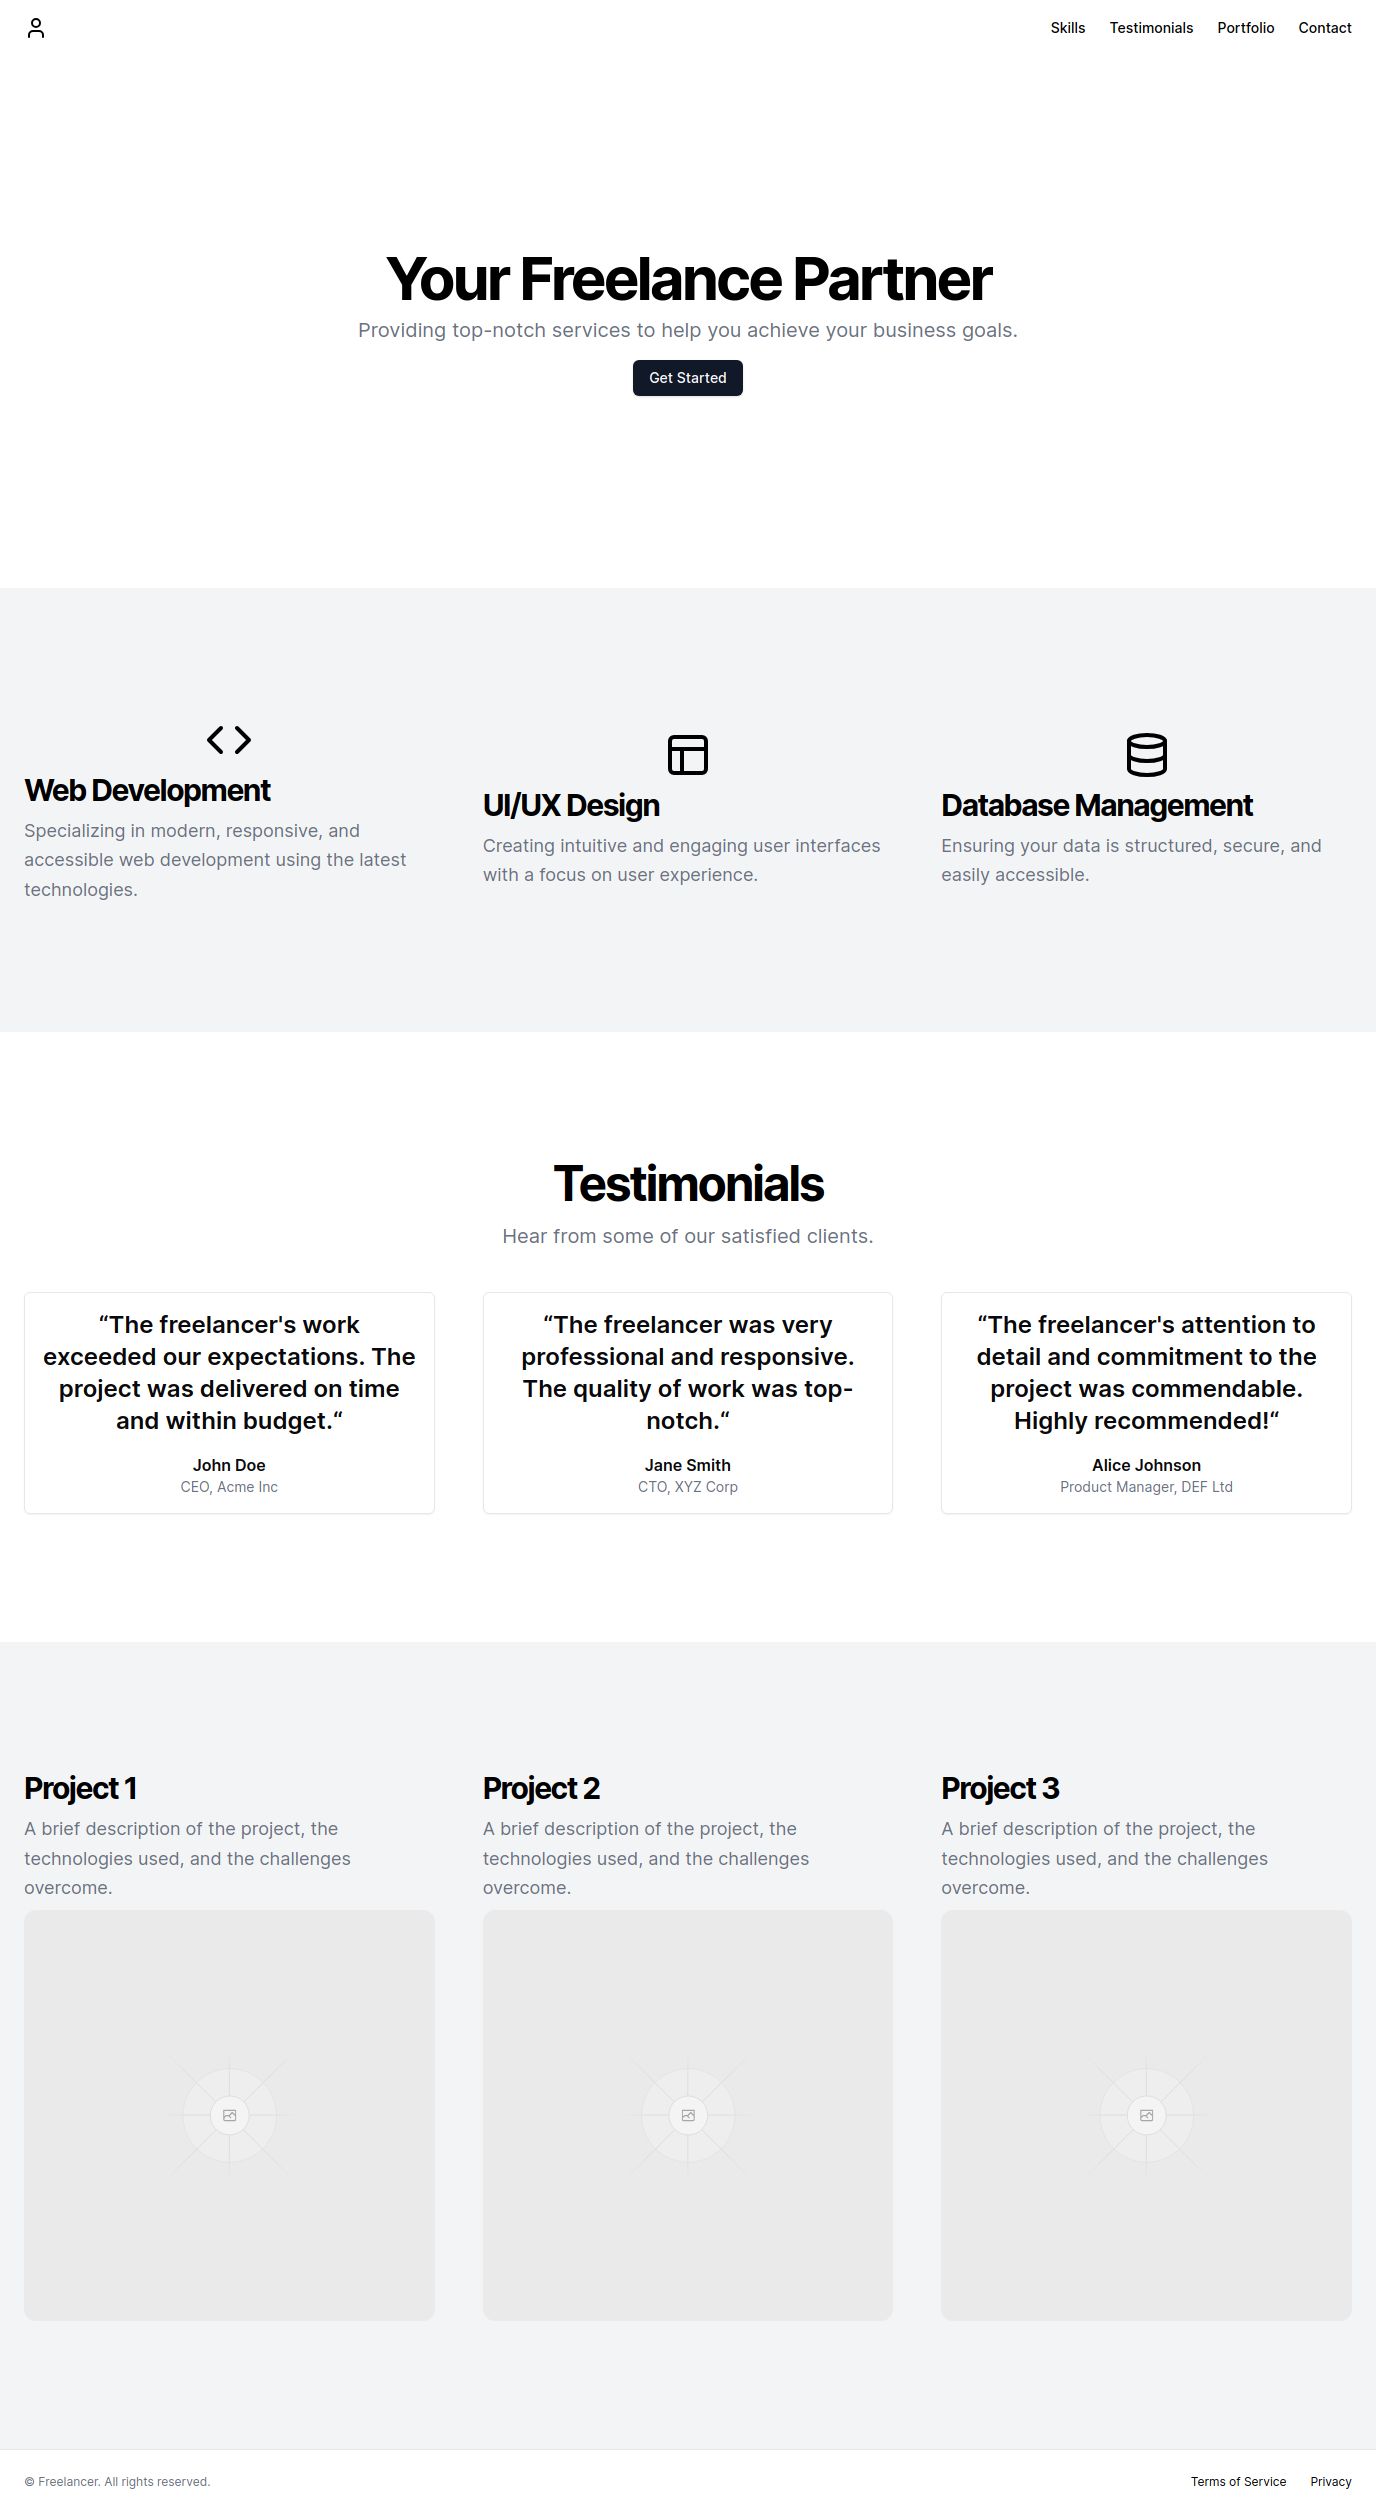 Skills Testimonials Portfolio Contact
Your Freelance Partner
Providing top-notch services to help you achieve your business goals.
Get Started
Web Development
Specializing in modern, responsive, and
accessible web development using the latest
technologies.
UI/UX Design
Creating intuitive and engaging user interfaces
with a focus on user experience.
Database Management
Ensuring your data is structured, secure, and
easily accessible.
Testimonials
Hear from some of our satisfied clients.
“The freelancer's work
exceeded our expectations. The
project was delivered on time
and within budget.“
John Doe
CEO, Acme Inc
“The freelancer was very
professional and responsive.
The quality of work was top-
notch.“
Jane Smith
CTO, XYZ Corp
“The freelancer's attention to
detail and commitment to the
project was commendable.
Highly recommended!“
Alice Johnson
Product Manager, DEF Ltd
Project 1
A brief description of the project, the
technologies used, and the challenges
overcome.
Project 2
A brief description of the project, the
technologies used, and the challenges
overcome.
Project 3
A brief description of the project, the
technologies used, and the challenges
overcome.
© Freelancer. All rights reserved.
Terms of Service Privacy